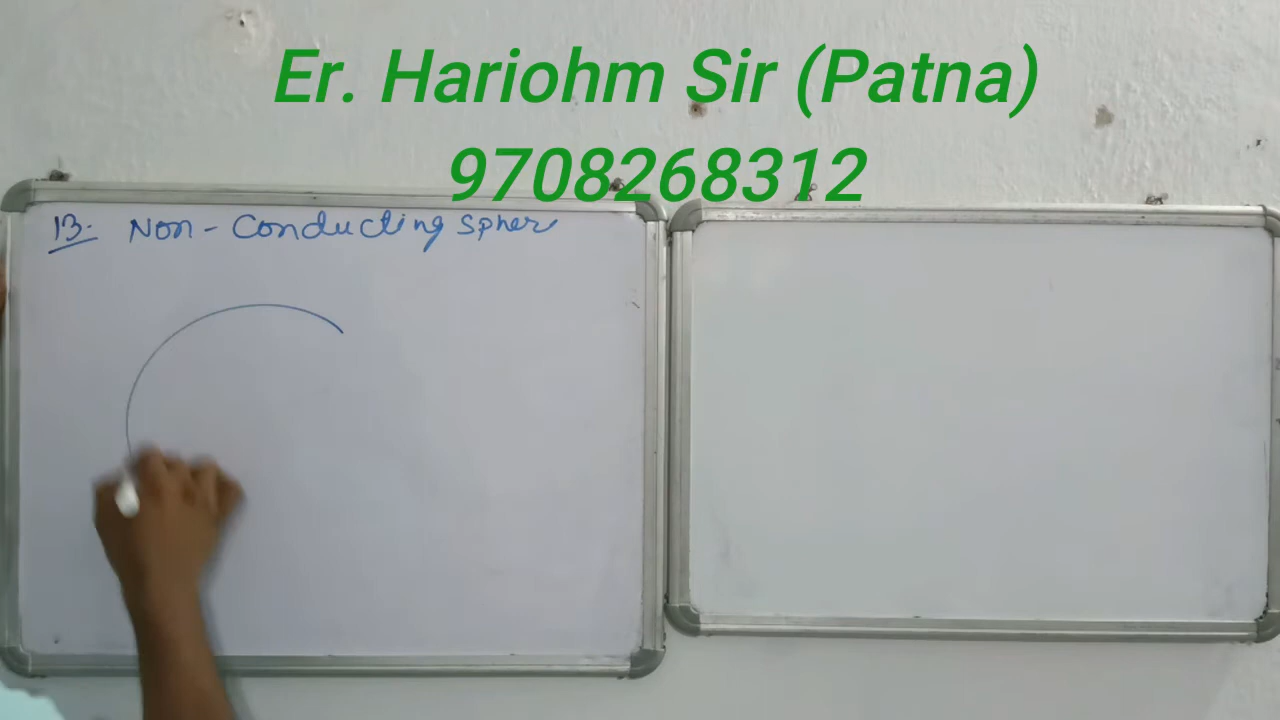 Er. Hariohm Sir (Patna)
9708268312
13. Non-Conducting Spher